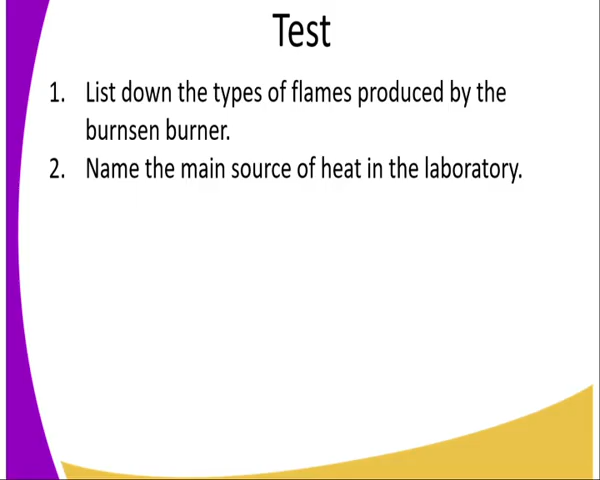 Test
1. List down the types of flames produced by the
burnsen burner.
2. Name the main source of heat in the laboratory.